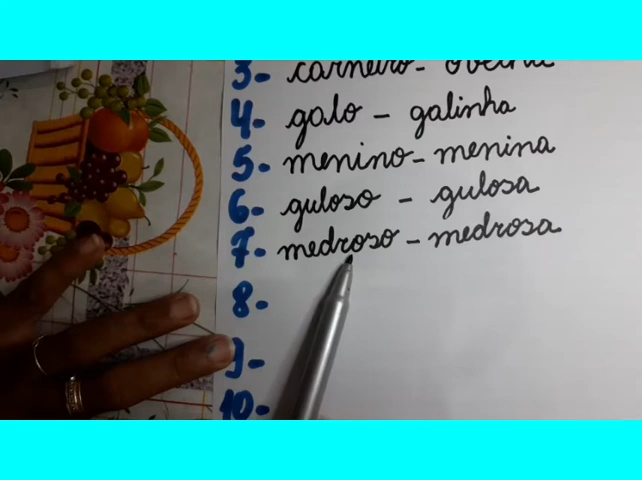 3- carneiro - ovelha
4- galo - galinha
5- menino - menina
6- guloso - gulosa
7- medroso - medrosa
8-
9-
10-